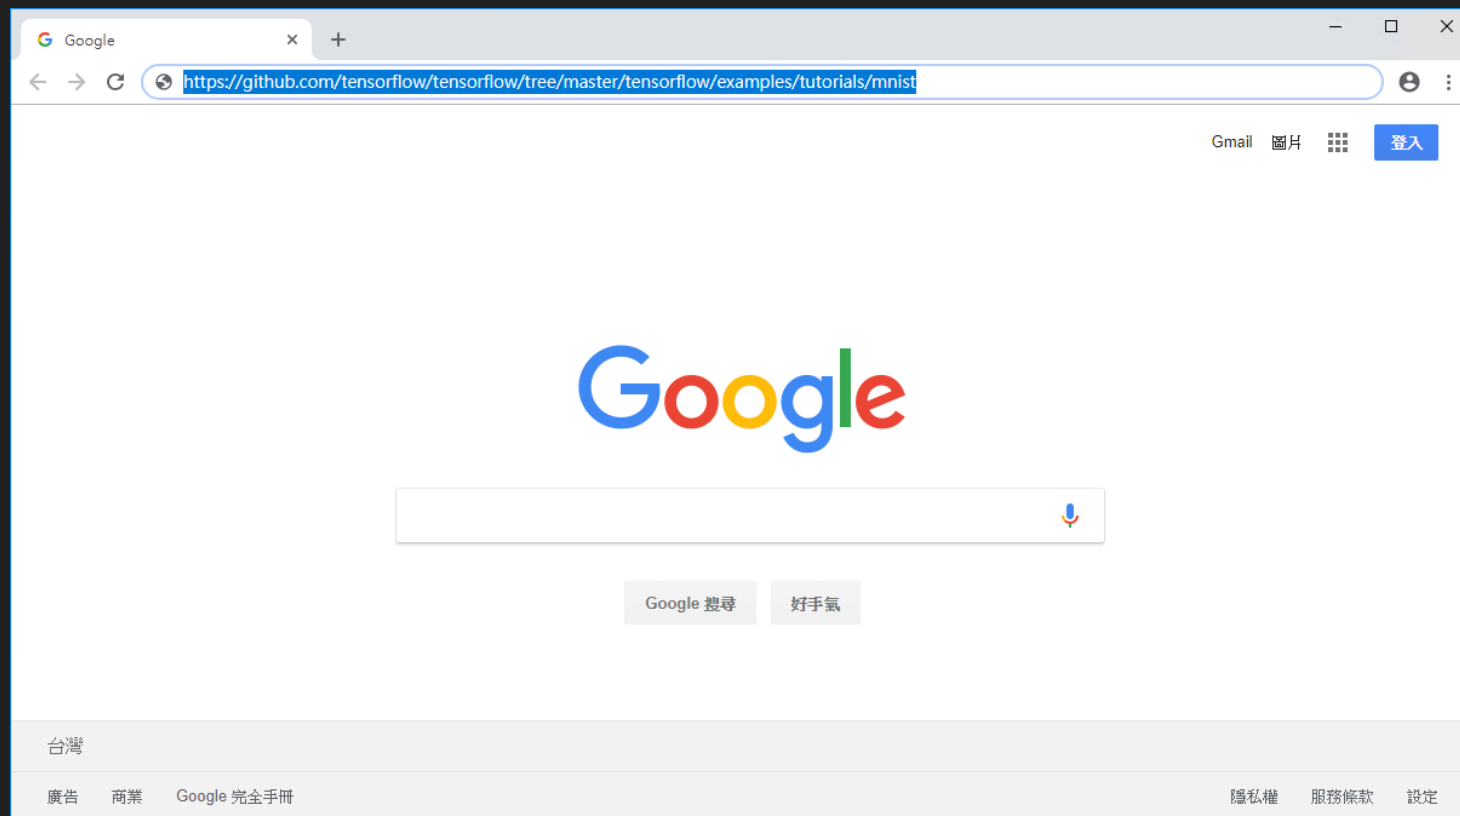 Google
https://github.com/tensorflow/tensorflow/tree/master/tensorflow/examples/tutorials/mnist
Gmail 圖片 登入
Google
Google 搜尋 好手氣
台灣
廣告 商業 Google 完全手冊 隱私權 服務條款 設定